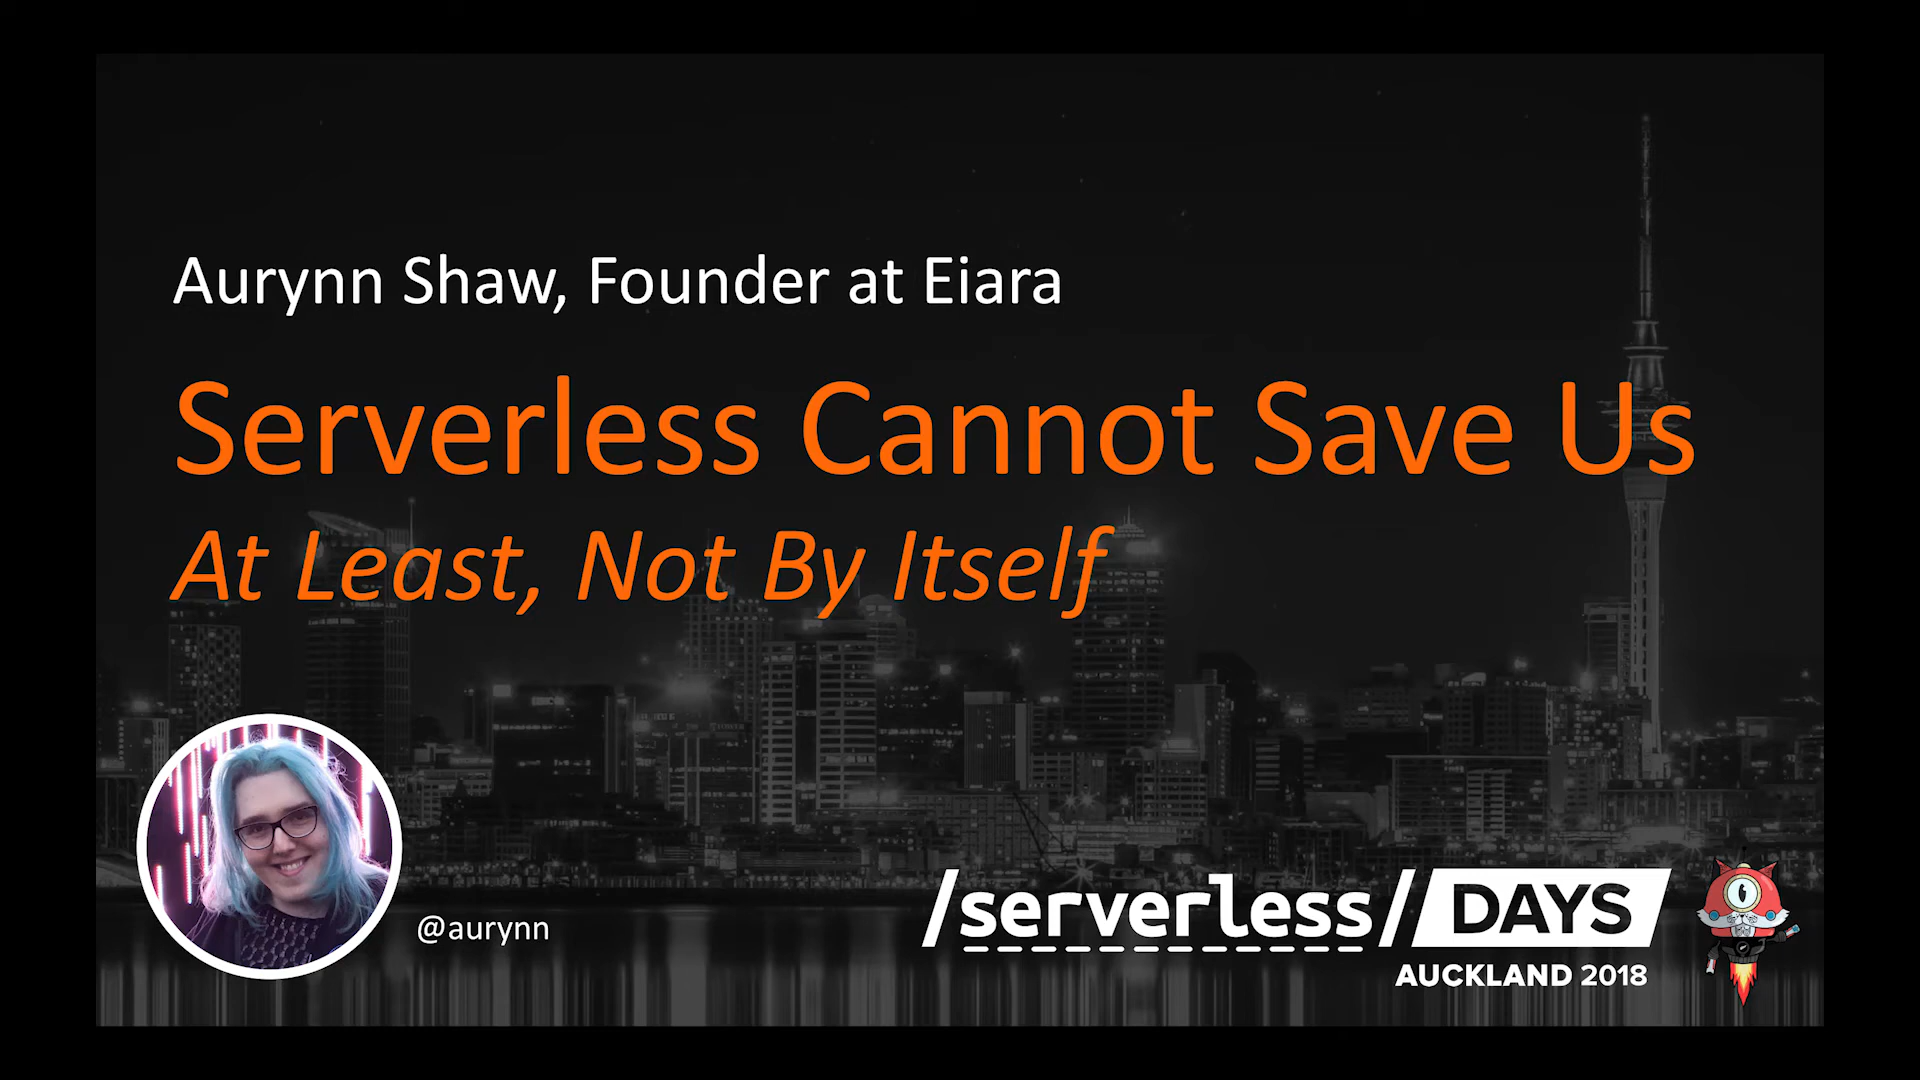 Aurynn Shaw, Founder at Eiara
Serverless Cannot Save Us
At Least, Not By Itself
@aurynn
/serverless/DAYS
AUCKLAND 2018